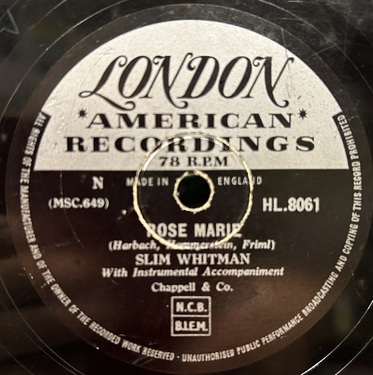 LONDON
*AMERICAN*
RECORDINGS
78 R.P.M
N MADE IN ENGLAND
(MSC.649) HL.8061
ROSE MARIE
(Harbach, Hammerstein, Friml)
SLIM WHITMAN
With Instrumental Accompaniment
Chappell & Co.
N.C.B.
B.I.E.M.
ALL RIGHTS OF THE MANUFACTURER AND OF THE OWNER OF THE RECORDED WORK RESERVED - UNAUTHORISED PUBLIC PERFORMANCE BROADCASTING AND COPYING OF THIS RECORD PROHIBITED